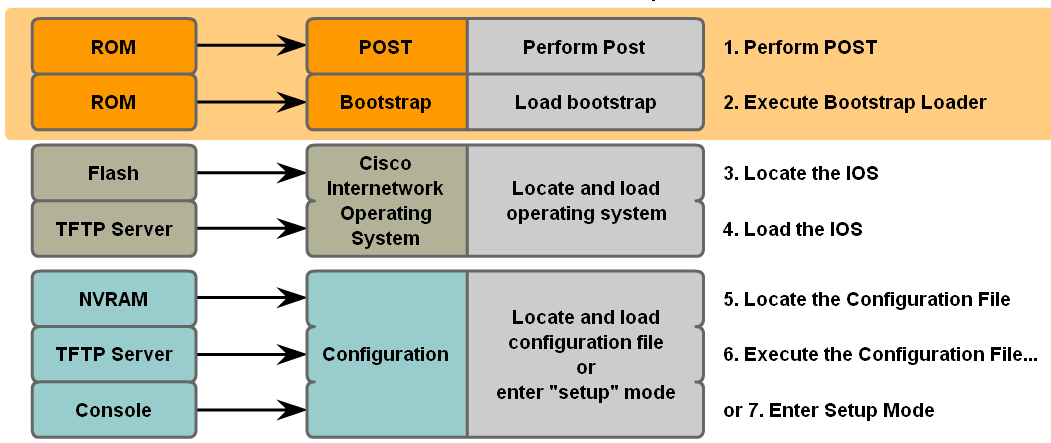 ROM
POST
Perform Post
1. Perform POST
ROM
Bootstrap
Load bootstrap
2. Execute Bootstrap Loader
Flash
TFTP Server
Cisco
Internetwork
Operating
System
Locate and load
operating system
3. Locate the IOS
4. Load the IOS
NVRAM
TFTP Server
Console
Configuration
Locate and load
configuration file
or
enter "setup" mode
5. Locate the Configuration File
6. Execute the Configuration File...
or 7. Enter Setup Mode